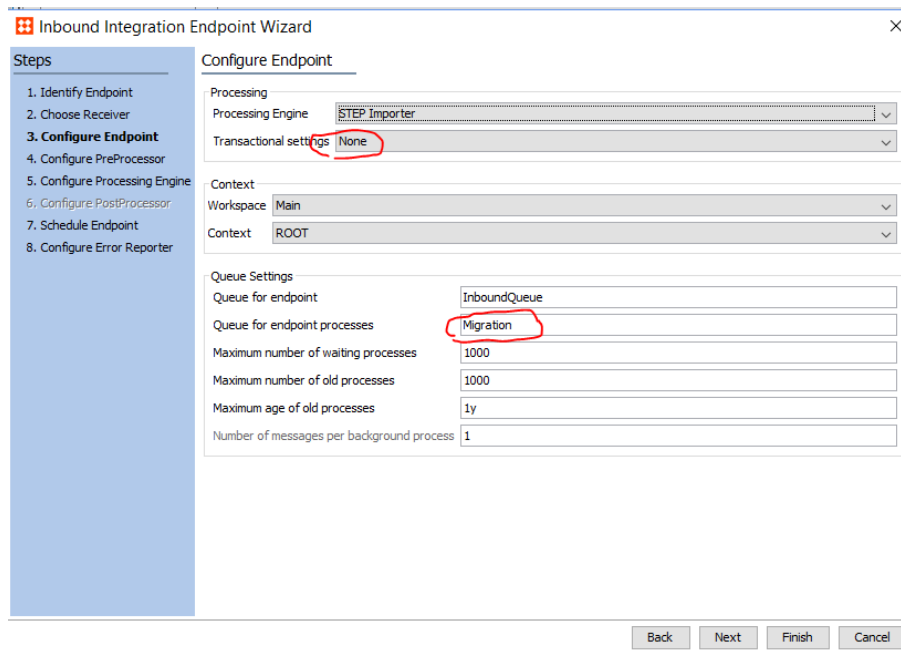 Inbound Integration Endpoint Wizard
Steps
1. Identify Endpoint
2. Choose Receiver
3. Configure Endpoint
4. Configure PreProcessor
5. Configure Processing Engine
6. Configure PostProcessor
7. Schedule Endpoint
8. Configure Error Reporter
Configure Endpoint
Processing
Processing Engine STEP Importer
Transactional settings None
Context
Workspace Main
Context ROOT
Queue Settings
Queue for endpoint InboundQueue
Queue for endpoint processes Migration
Maximum number of waiting processes 1000
Maximum number of old processes 1000
Maximum age of old processes 1y
Number of messages per background process 1
Back Next Finish Cancel